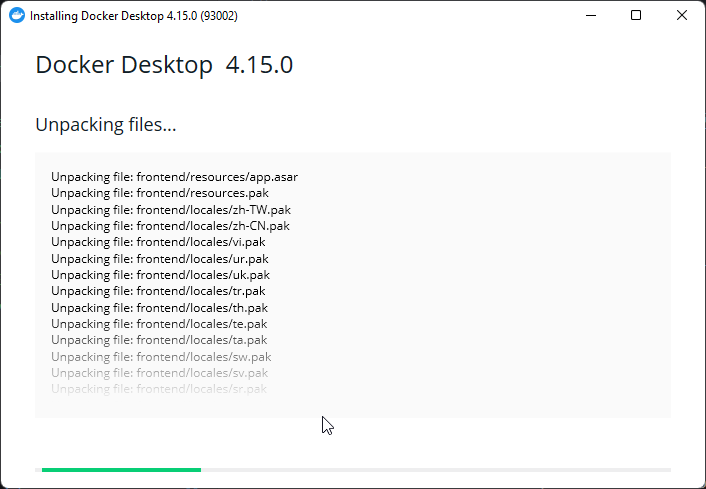 Installing Docker Desktop 4.15.0 (93002)
Docker Desktop 4.15.0
Unpacking files...
Unpacking file: frontend/resources/app.asar
Unpacking file: frontend/resources.pak
Unpacking file: frontend/locales/zh-TW.pak
Unpacking file: frontend/locales/zh-CN.pak
Unpacking file: frontend/locales/vi.pak
Unpacking file: frontend/locales/ur.pak
Unpacking file: frontend/locales/uk.pak
Unpacking file: frontend/locales/tr.pak
Unpacking file: frontend/locales/th.pak
Unpacking file: frontend/locales/te.pak
Unpacking file: frontend/locales/ta.pak
Unpacking file: frontend/locales/sw.pak
Unpacking file: frontend/locales/sv.pak
Unpacking file: frontend/locales/sr.pak